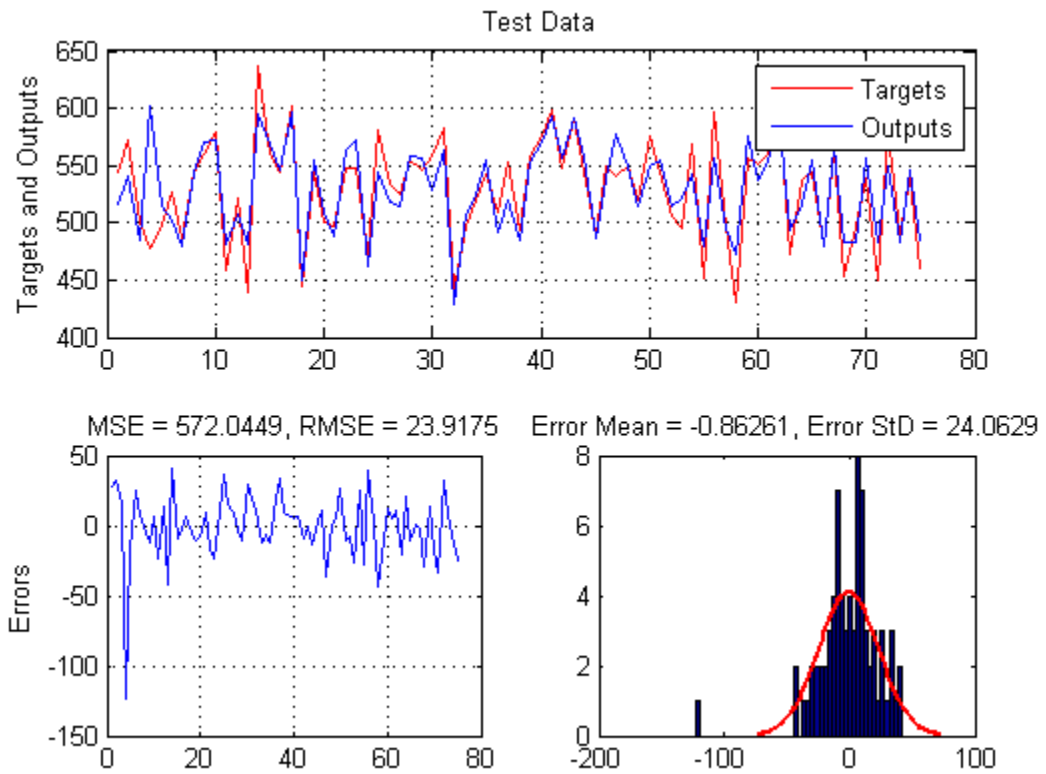 Test Data
Targets and Outputs
650
600
550
500
450
400
0 10 20 30 40 50 60 70 80
Targets
Outputs
MSE = 572.0449, RMSE = 23.9175
Errors
50
0
-50
-100
-150
0 20 40 60 80
Error Mean = -0.86261, Error StD = 24.0629
8
6
4
2
0
-200 -100 0 100